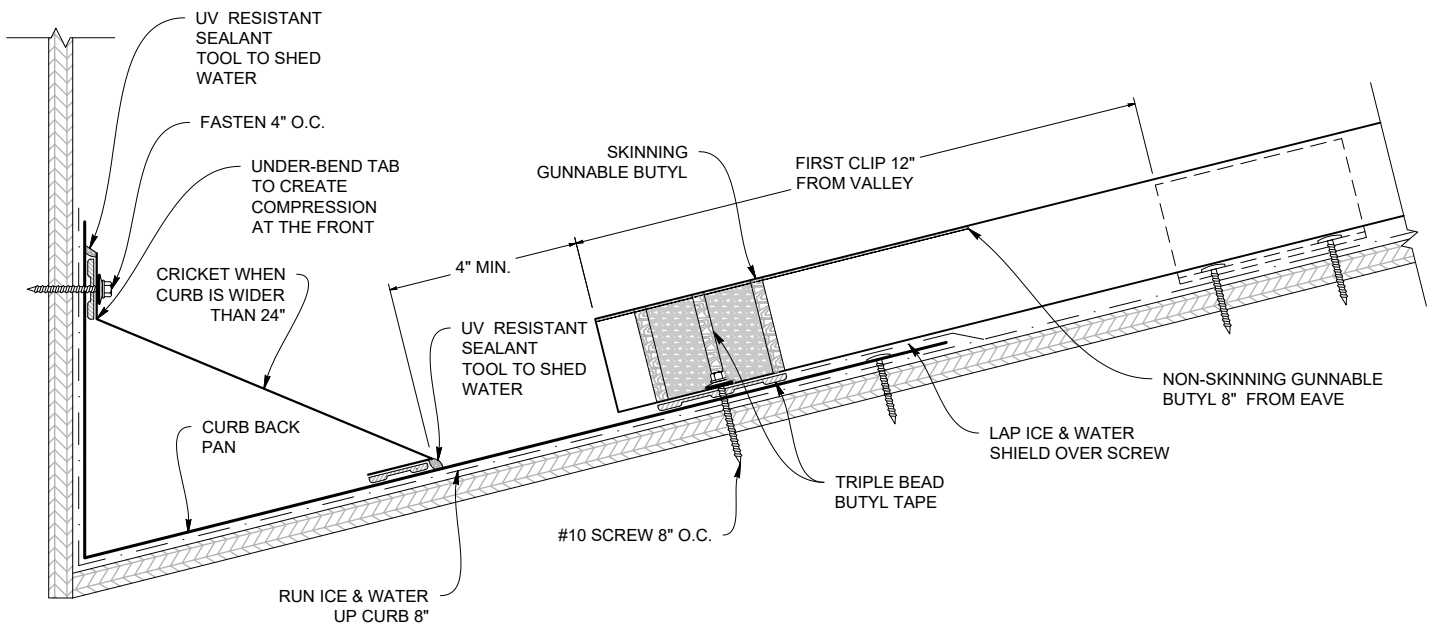 UV RESISTANT
SEALANT
TOOL TO SHED
WATER
FASTEN 4" O.C.
UNDER-BEND TAB
TO CREATE
COMPRESSION
AT THE FRONT
CRICKET WHEN
CURB IS WIDER
THAN 24"
CURB BACK
PAN
RUN ICE & WATER
UP CURB 8"
4" MIN.
UV RESISTANT
SEALANT
TOOL TO SHED
WATER
SKINNING
GUNNABLE BUTYL
FIRST CLIP 12"
FROM VALLEY
NON-SKINNING GUNNABLE
BUTYL 8" FROM EAVE
LAP ICE & WATER
SHIELD OVER SCREW
TRIPLE BEAD
BUTYL TAPE
#10 SCREW 8" O.C.